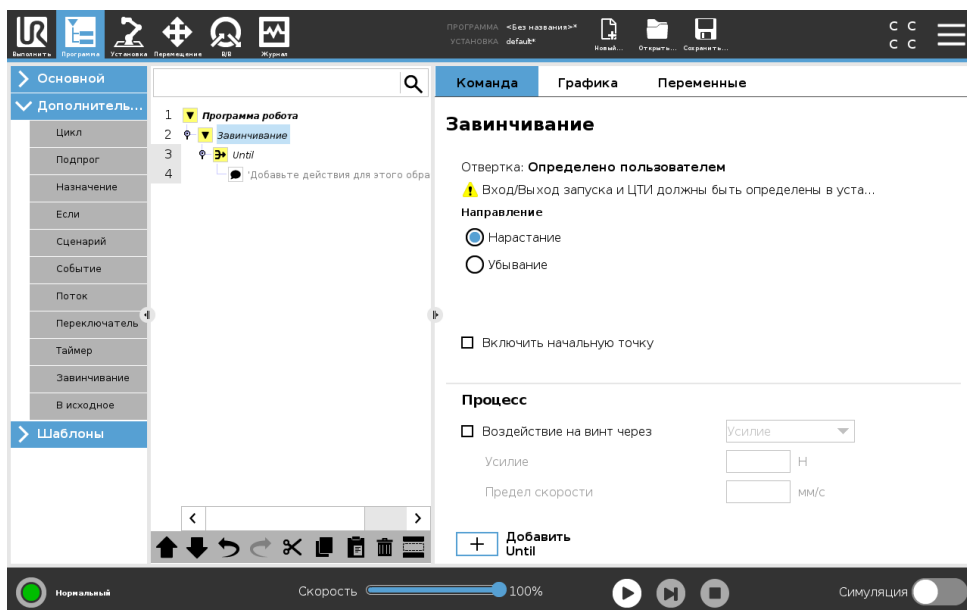 ПРОГРАММА <Без названия>*
УСТАНОВКА default*
Выполнить Программа Установка Перемещение В/В Журнал
Новый... Открыть... Сохранить...
C C
C C
Основной
Дополнитель...
Цикл
Подпрог
Назначение
Если
Сценарий
Событие
Поток
Переключатель
Таймер
Завинчивание
В исходное
Шаблоны
1 Программа робота
2 Завинчивание
3 Until
4 'Добавьте действия для этого обра
Команда Графика Переменные
Завинчивание
Отвертка: Определено пользователем
Вход/Выход запуска и ЦТИ должны быть определены в уста...
Направление
Нарастание
Убывание
Включить начальную точку
Процесс
Воздействие на винт через Усилие
Усилие Н
Предел скорости мм/с
Добавить
Until
Нормальный
Скорость 100%
Симуляция